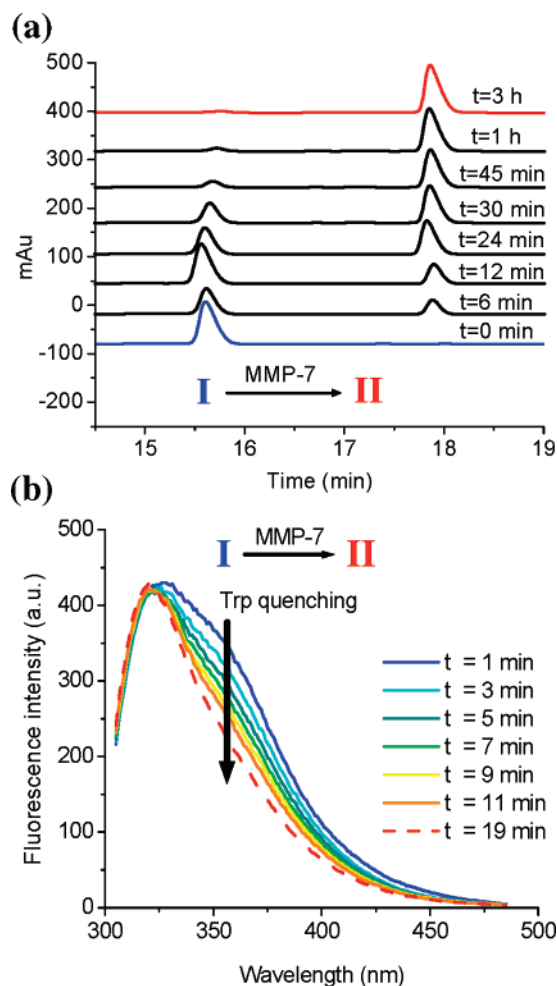 (a)
500
400
300
200
100
0
-100
-200
mAu
t=3 h
t=1 h
t=45 min
t=30 min
t=24 min
t=12 min
t=6 min
t=0 min
I MMP-7 II
15 16 17 18 19
Time (min)
(b)
500
400
300
200
100
0
Fluorescence intensity (a.u.)
I MMP-7 II
Trp quenching
t = 1 min
t = 3 min
t = 5 min
t = 7 min
t = 9 min
t = 11 min
t = 19 min
300 350 400 450 500
Wavelength (nm)